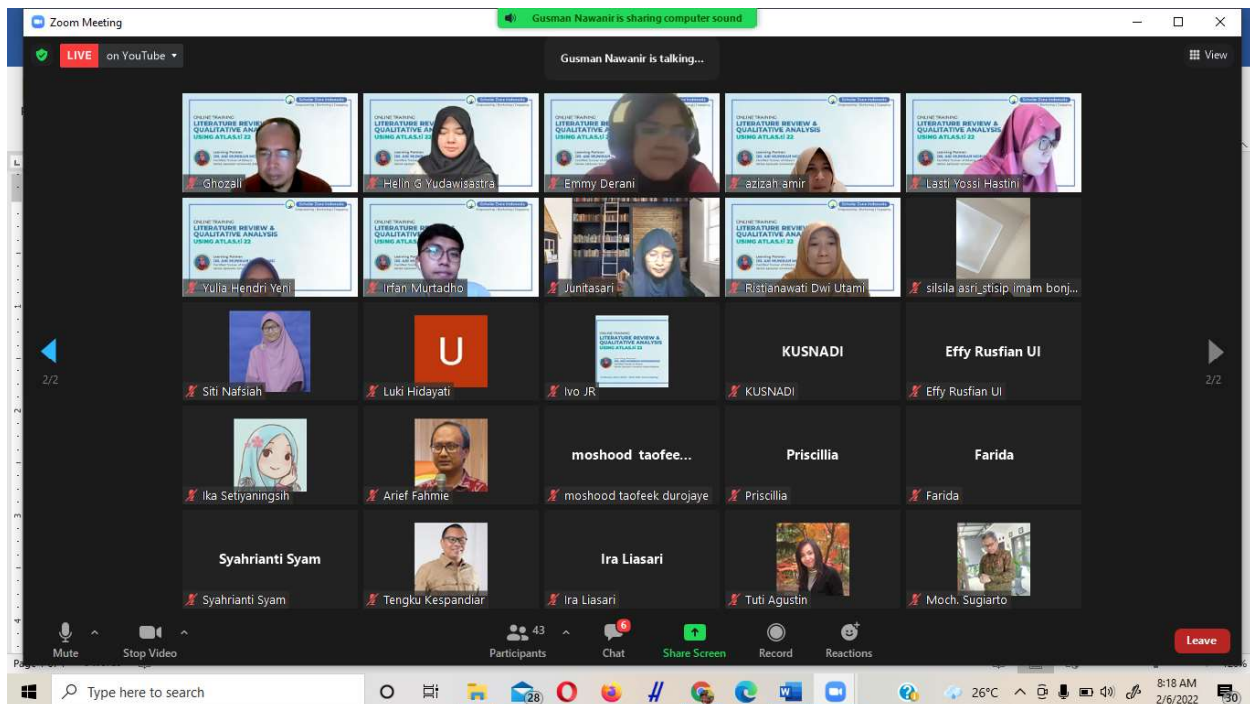 Zoom Meeting
Gusman Nawanir is sharing computer sound
LIVE on YouTube
Gusman Nawanir is talking...
View
ONLINE TRAINING
LITERATURE REVIEW &
QUALITATIVE ANALYSIS
USING ATLAS.ti 22
Ghozali
Helin G Yudawisastra
Emmy Derani
azizah amir
Lasti Yossi Hastini
Yulia Hendri Yeni
Irfan Murtadho
Junitasari
Ristianawati Dwi Utami
silsila asri_stisip imam bonj...
2/2
2/2
U
KUSNADI
Effy Rusfian UI
Siti Nafsiah
Luki Hidayati
Ivo JR
KUSNADI
Effy Rusfian UI
moshood taofee...
Priscillia
Farida
Ika Setiyaningsih
Arief Fahmie
moshood taofeek durojaye
Priscillia
Farida
Syahrianti Syam
Ira Liasari
Syahrianti Syam
Tengku Kespandiar
Ira Liasari
Tuti Agustin
Moch. Sugiarto
Mute
Stop Video
43
Participants
6
Chat
Share Screen
Record
Reactions
Leave
Type here to search
28
26°C
8:18 AM
2/6/2022
30